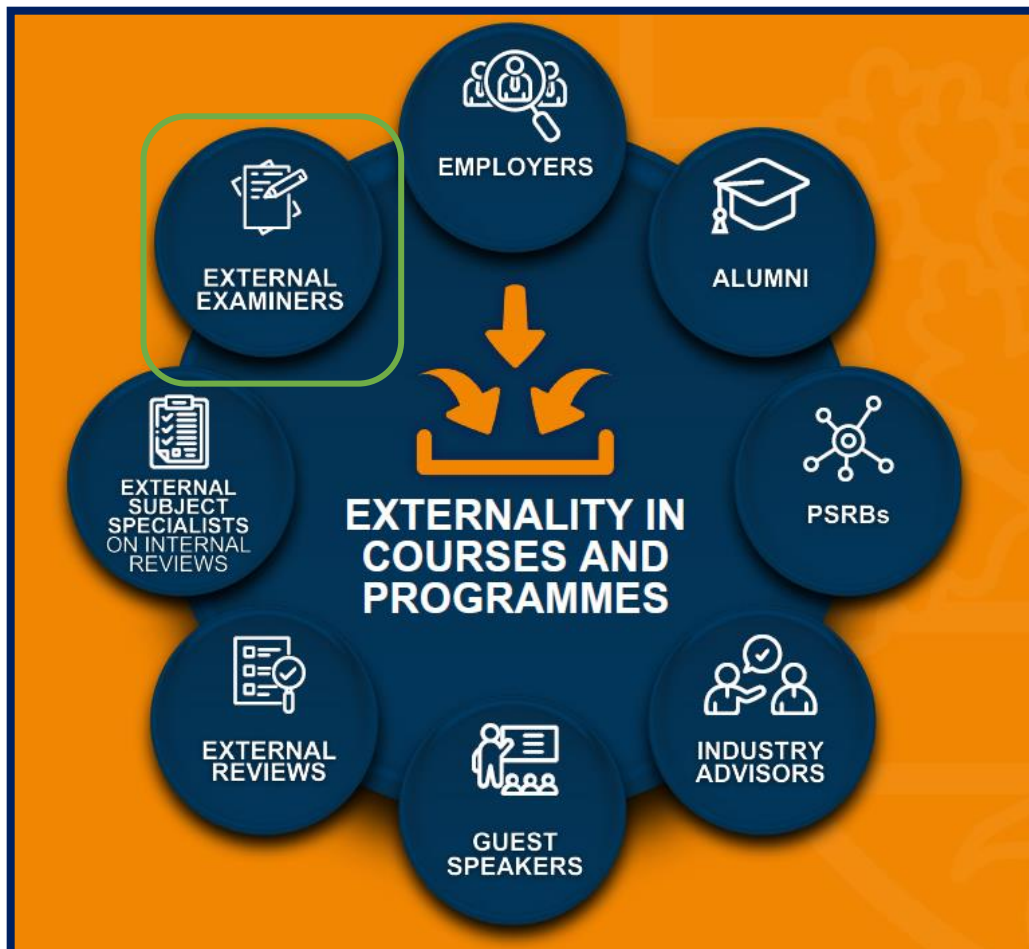 EMPLOYERS
ALUMNI
PSRBs
INDUSTRY
ADVISORS
GUEST
SPEAKERS
EXTERNAL
REVIEWS
EXTERNAL
SUBJECT
SPECIALISTS
ON INTERNAL
REVIEWS
EXTERNAL
EXAMINERS
EXTERNALITY IN
COURSES AND
PROGRAMMES